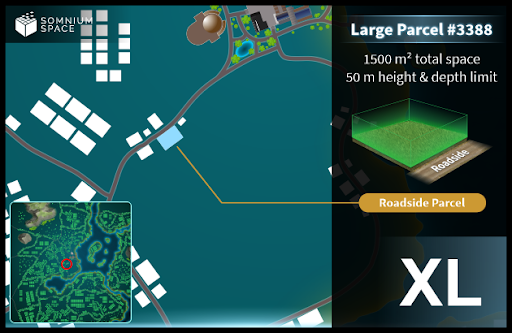 SOMNIUM
SPACE
Large Parcel #3388
1500 m² total space
50 m height & depth limit
Roadside
Roadside Parcel
XL